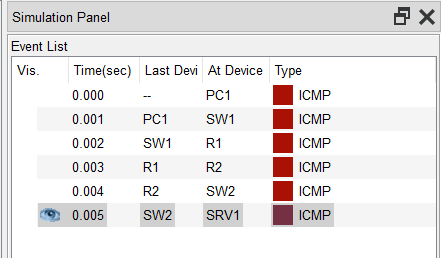 Simulation Panel
Event List
Vis. Time(sec) Last Devi At Device Type
0.000 -- PC1 ICMP
0.001 PC1 SW1 ICMP
0.002 SW1 R1 ICMP
0.003 R1 R2 ICMP
0.004 R2 SW2 ICMP
0.005 SW2 SRV1 ICMP